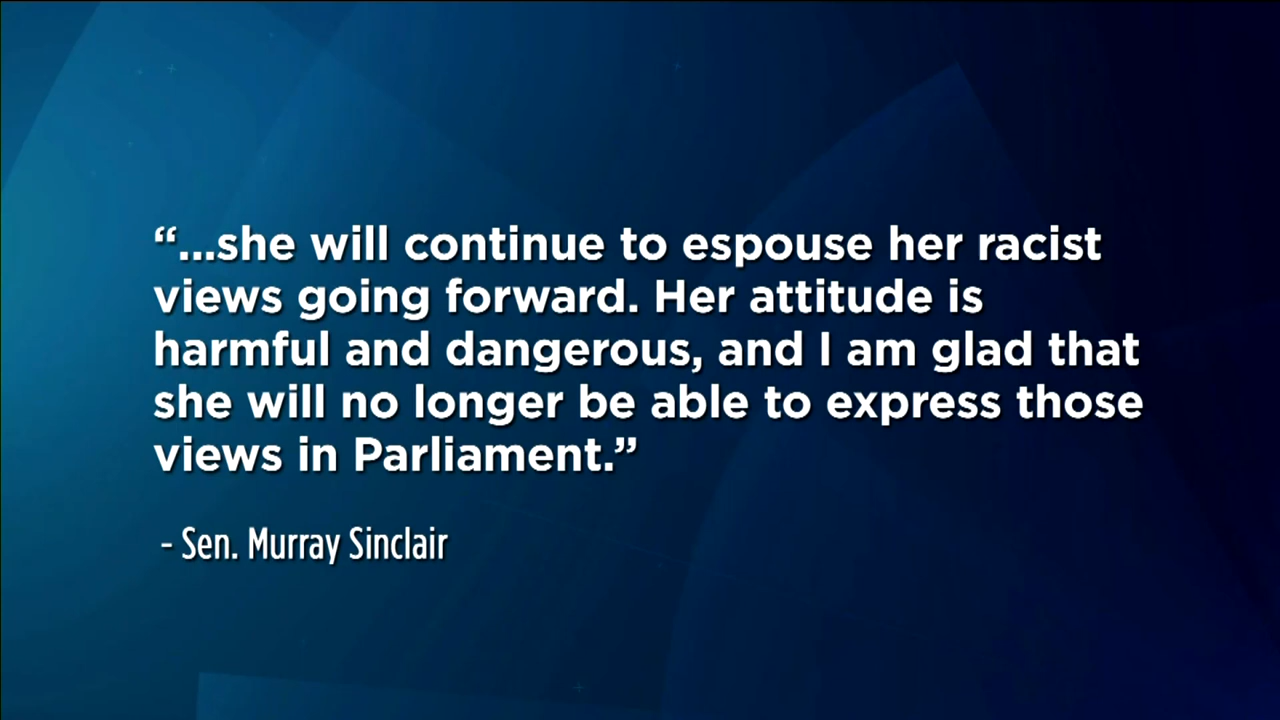 “...she will continue to espouse her racist
views going forward. Her attitude is
harmful and dangerous, and I am glad that
she will no longer be able to express those
views in Parliament.”
- Sen. Murray Sinclair